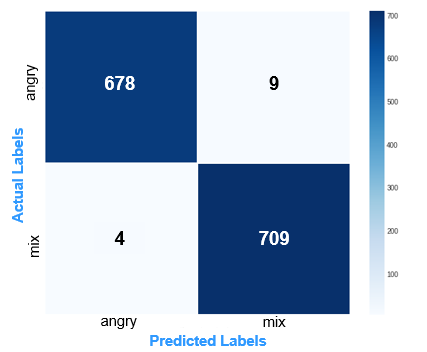 700
angry
678
9
600
500
400
Actual Labels
300
mix
4
709
200
100
angry
mix
Predicted Labels